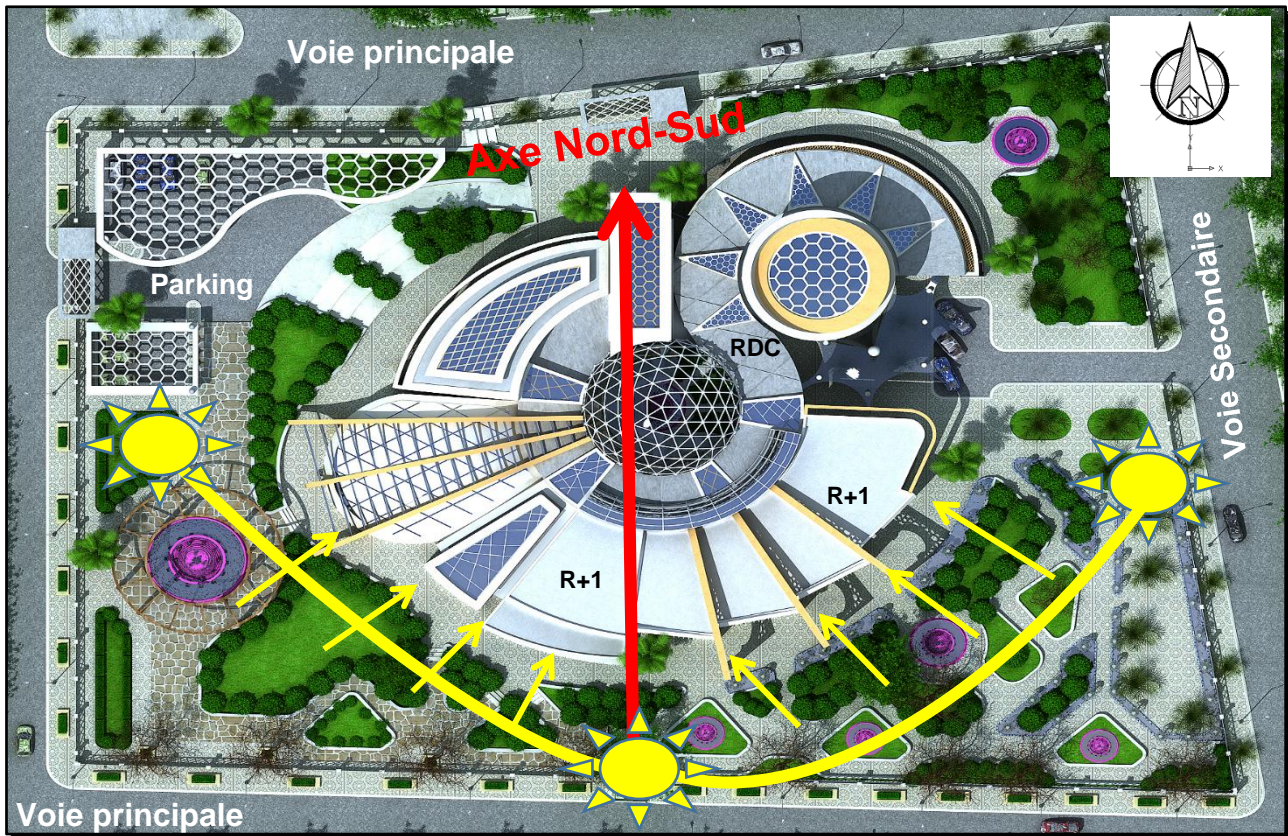 Voie principale
N
Y
X
Axe Nord-Sud
Parking
Voie Secondaire
RDC
R+1
R+1
Voie principale